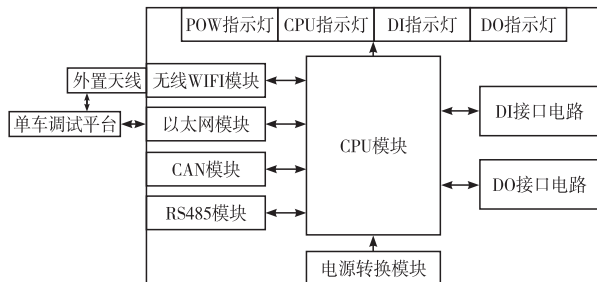 POW指示灯 CPU指示灯 DI指示灯 DO指示灯
外置天线 无线WIFI模块
单车调试平台 以太网模块
CPU模块
DI接口电路
CAN模块
DO接口电路
RS485模块
电源转换模块